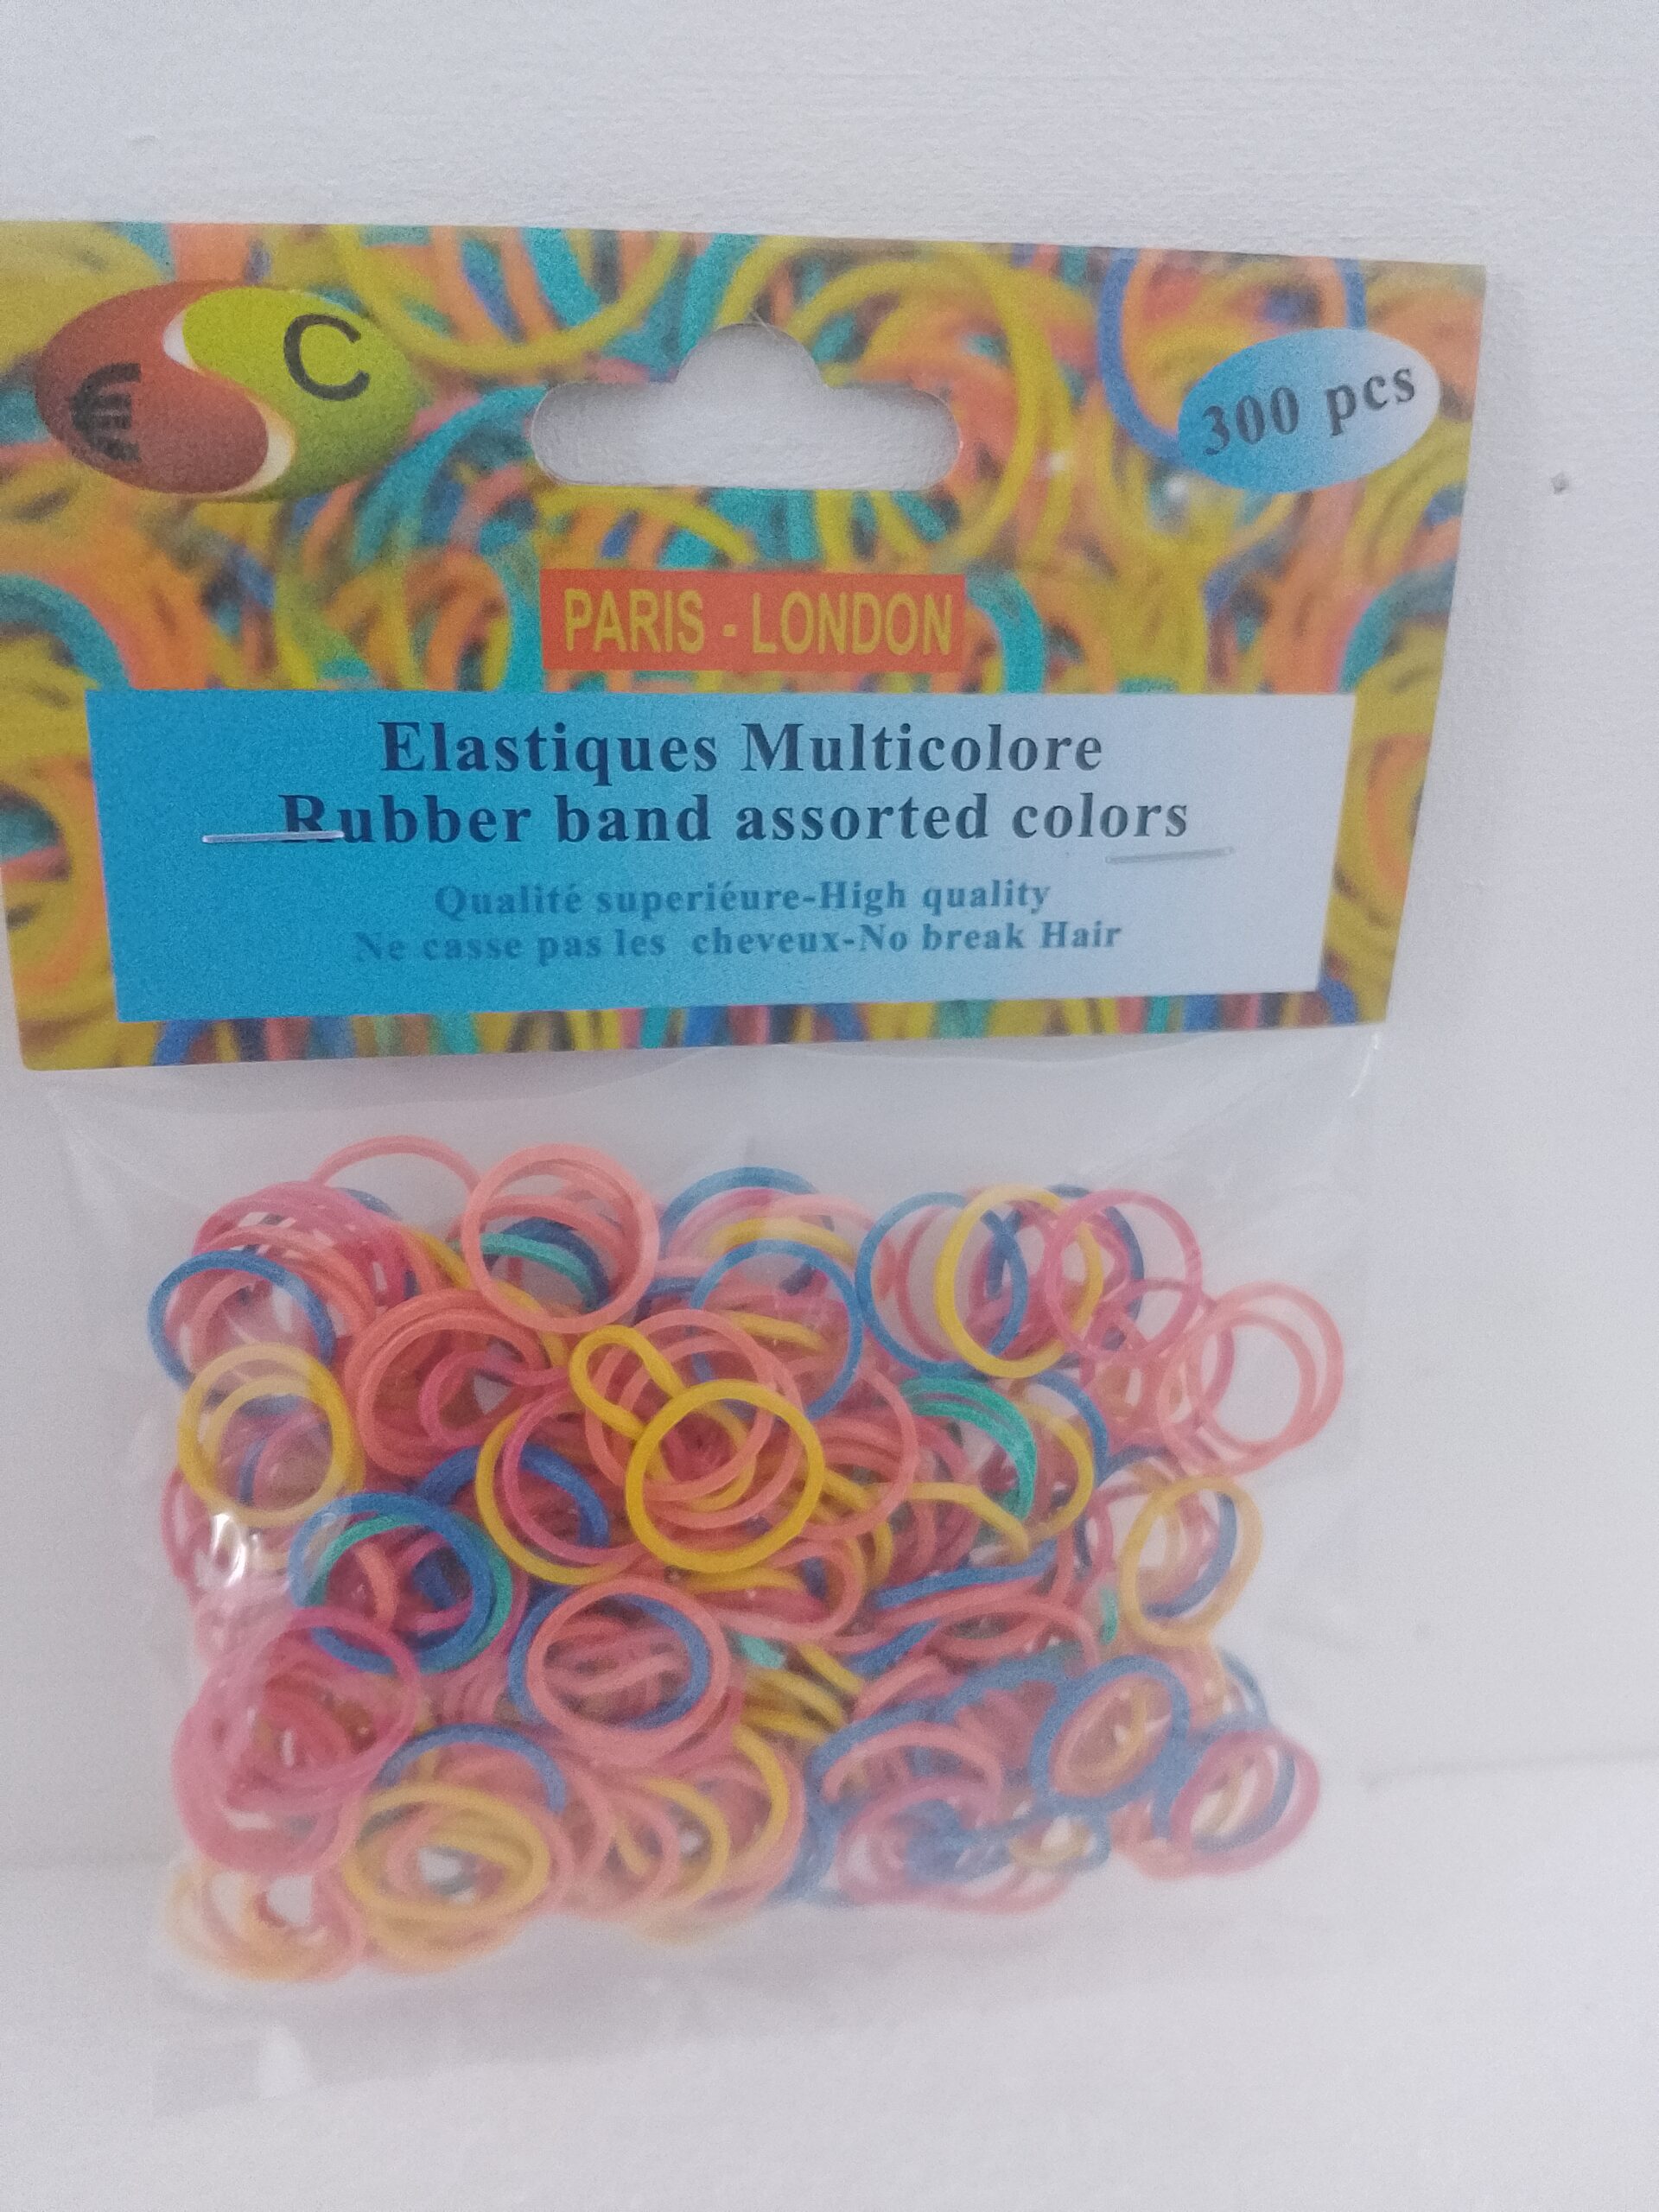 € C
300 pcs
PARIS - LONDON
Elastiques Multicolore
Rubber band assorted colors
Qualité superiéure-High quality
Ne casse pas les cheveux-No break Hair